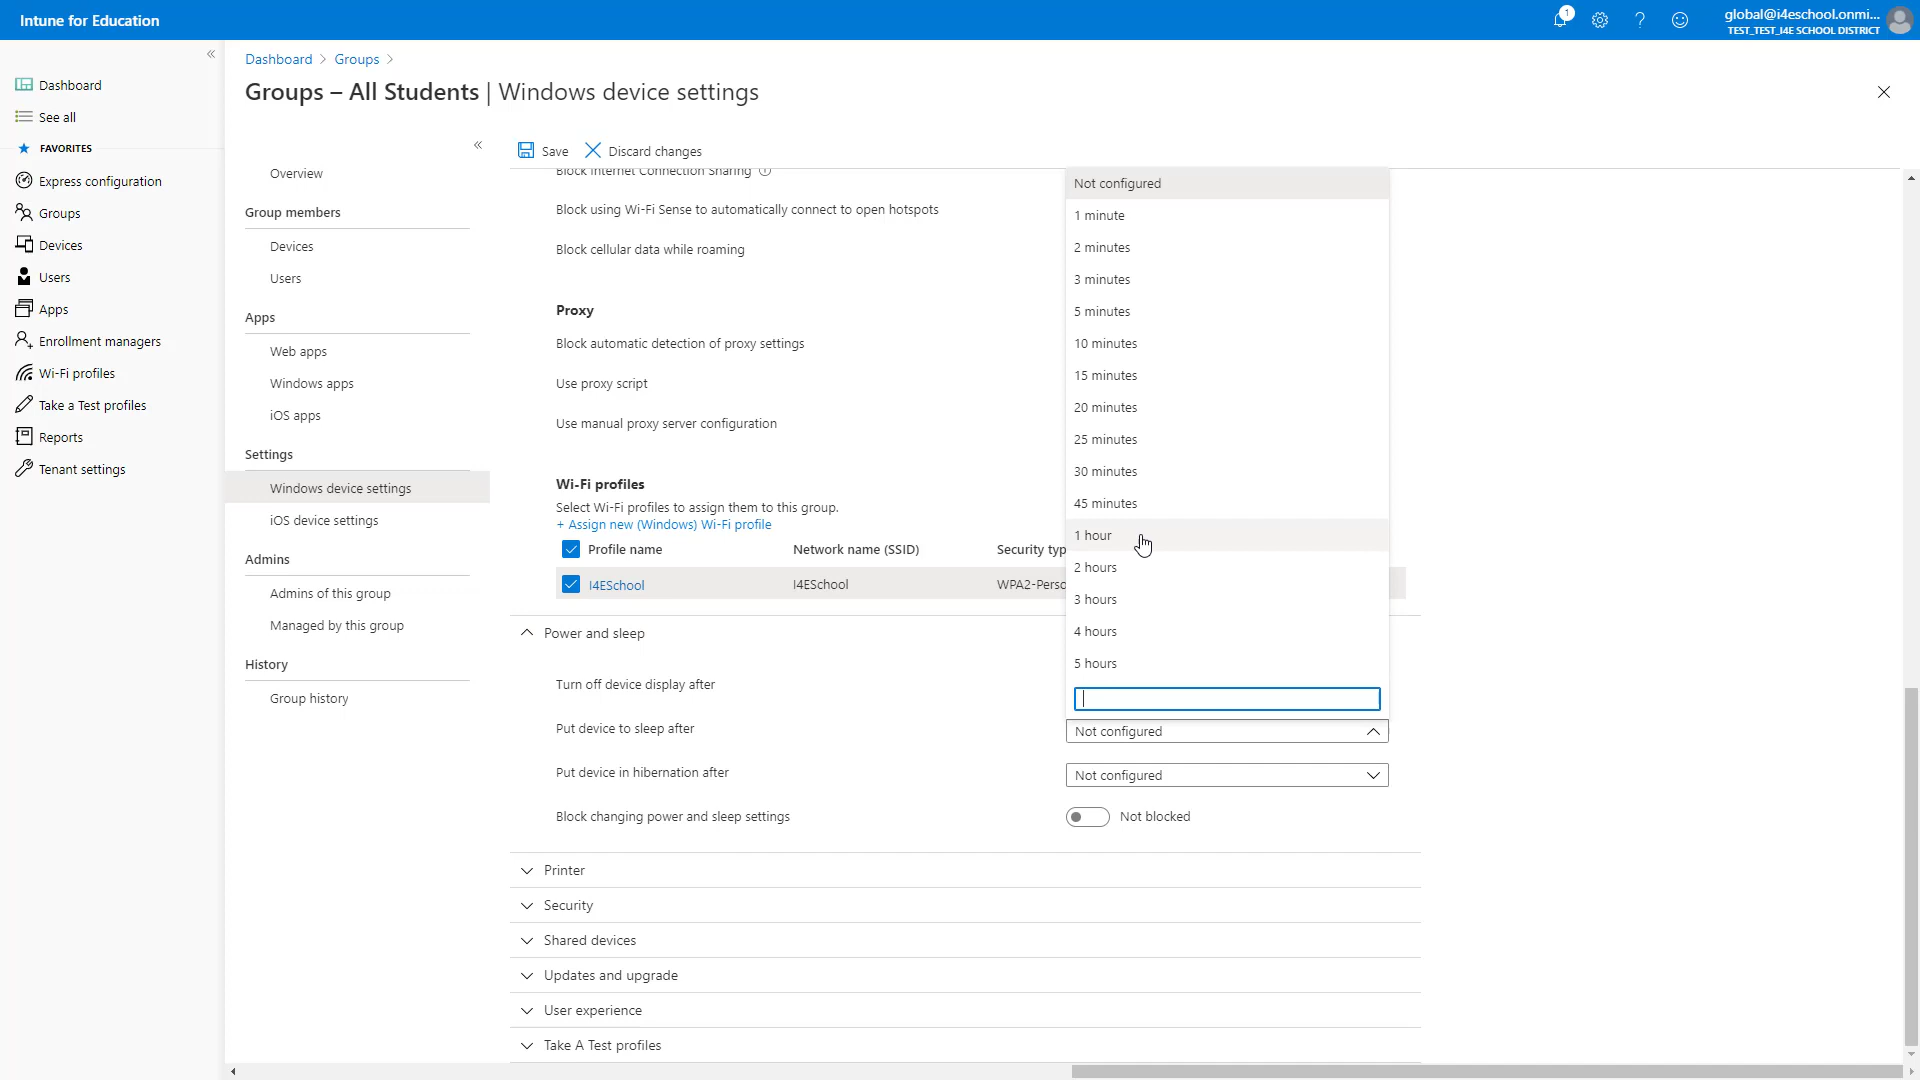 Intune for Education
1
global@i4eschool.onmi...
TEST_TEST_I4E SCHOOL DISTRICT
Dashboard
See all
FAVORITES
Express configuration
Groups
Devices
Users
Apps
Enrollment managers
Wi-Fi profiles
Take a Test profiles
Reports
Tenant settings
Dashboard > Groups >
Groups – All Students | Windows device settings
Overview
Group members
Devices
Users
Apps
Web apps
Windows apps
iOS apps
Settings
Windows device settings
iOS device settings
Admins
Admins of this group
Managed by this group
History
Group history
Save Discard changes
Block Internet Connection Sharing
Block using Wi-Fi Sense to automatically connect to open hotspots
Block cellular data while roaming
Proxy
Block automatic detection of proxy settings
Use proxy script
Use manual proxy server configuration
Wi-Fi profiles
Select Wi-Fi profiles to assign them to this group.
+ Assign new (Windows) Wi-Fi profile
Profile name Network name (SSID) Security typ
I4ESchool I4ESchool WPA2-Perso
Power and sleep
Turn off device display after
Put device to sleep after
Put device in hibernation after
Block changing power and sleep settings
Not configured
1 minute
2 minutes
3 minutes
5 minutes
10 minutes
15 minutes
20 minutes
25 minutes
30 minutes
45 minutes
1 hour
2 hours
3 hours
4 hours
5 hours
Not configured
Not configured
Not blocked
Printer
Security
Shared devices
Updates and upgrade
User experience
Take A Test profiles